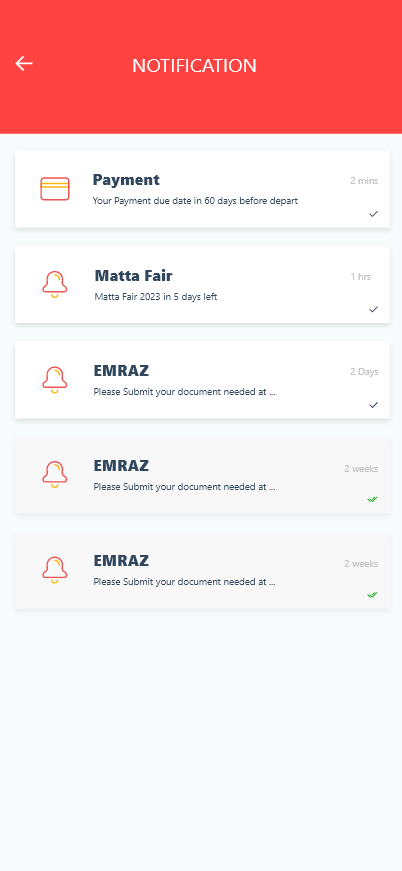 NOTIFICATION
Payment
2 mins
Your Payment due date in 60 days before depart
Matta Fair
1 hrs
Matta Fair 2023 in 5 days left
EMRAZ
2 Days
Please Submit your document needed at ...
EMRAZ
2 weeks
Please Submit your document needed at ...
EMRAZ
2 weeks
Please Submit your document needed at ...